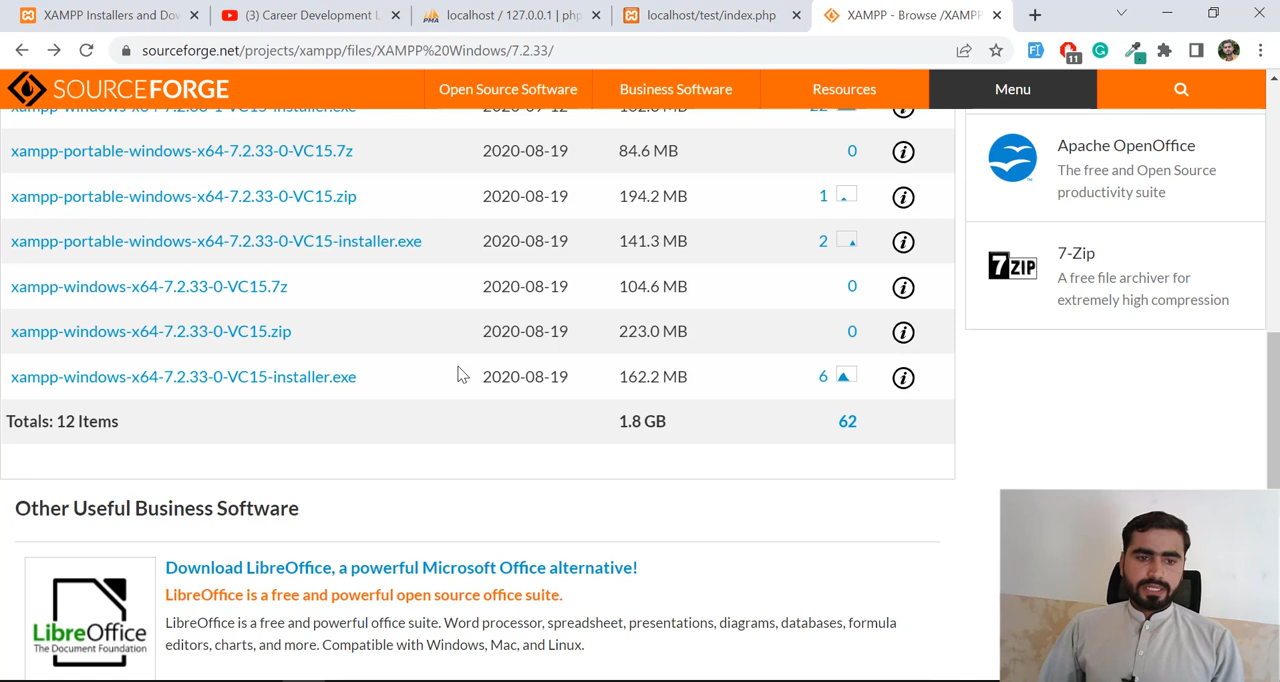 XAMPP Installers and Dow
(3) Career Development L
localhost / 127.0.0.1 | php
localhost/test/index.php
XAMPP - Browse /XAMPP
sourceforge.net/projects/xampp/files/XAMPP%20Windows/7.2.33/
11
SOURCEFORGE
Open Source Software
Business Software
Resources
Menu
xampp-portable-windows-x64-7.2.33-0-VC15.7z 2020-08-19 84.6 MB 0
xampp-portable-windows-x64-7.2.33-0-VC15.zip 2020-08-19 194.2 MB 1
xampp-portable-windows-x64-7.2.33-0-VC15-installer.exe 2020-08-19 141.3 MB 2
xampp-windows-x64-7.2.33-0-VC15.7z 2020-08-19 104.6 MB 0
xampp-windows-x64-7.2.33-0-VC15.zip 2020-08-19 223.0 MB 0
xampp-windows-x64-7.2.33-0-VC15-installer.exe 2020-08-19 162.2 MB 6
Totals: 12 Items 1.8 GB 62
Apache OpenOffice
The free and Open Source
productivity suite
7ZIP
7-Zip
A free file archiver for
extremely high compression
Other Useful Business Software
LibreOffice
The Document Foundation
Download LibreOffice, a powerful Microsoft Office alternative!
LibreOffice is a free and powerful open source office suite.
LibreOffice is a free and powerful office suite. Word processor, spreadsheet, presentations, diagrams, databases, formula
editors, charts, and more. Compatible with Windows, Mac, and Linux.